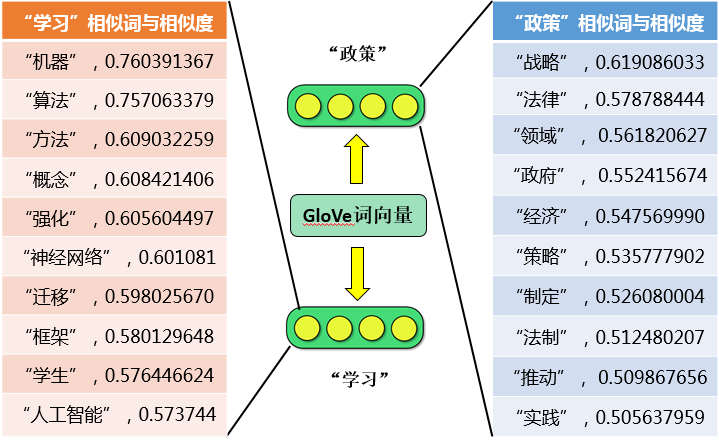 “学习”相似词与相似度
“机器”，0.760391367
“算法”，0.757063379
“方法”，0.609032259
“概念”，0.608421406
“强化”，0.605604497
“神经网络”，0.601081
“迁移”，0.598025670
“框架”，0.580129648
“学生”，0.576446624
“人工智能”，0.573744
“政策”
GloVe词向量
“学习”
“政策”相似词与相似度
“战略”，0.619086033
“法律”，0.578788444
“领域”，0.561820627
“政府”，0.552415674
“经济”，0.547569990
“策略”，0.535777902
“制定”，0.526080004
“法制”，0.512480207
“推动”，0.509867656
“实践”，0.505637959